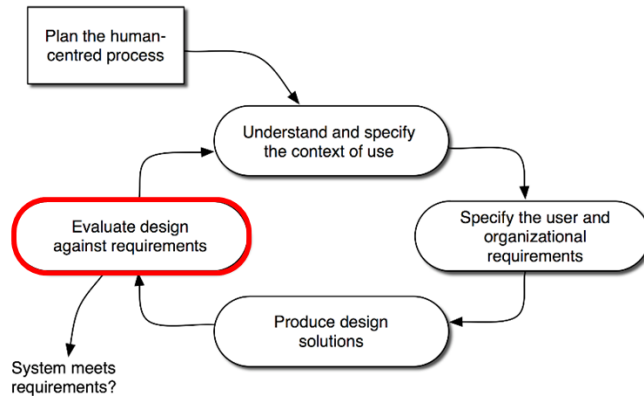 Plan the human-
centred process
Understand and specify
the context of use
Evaluate design
against requirements
Specify the user and
organizational
requirements
Produce design
solutions
System meets
requirements?